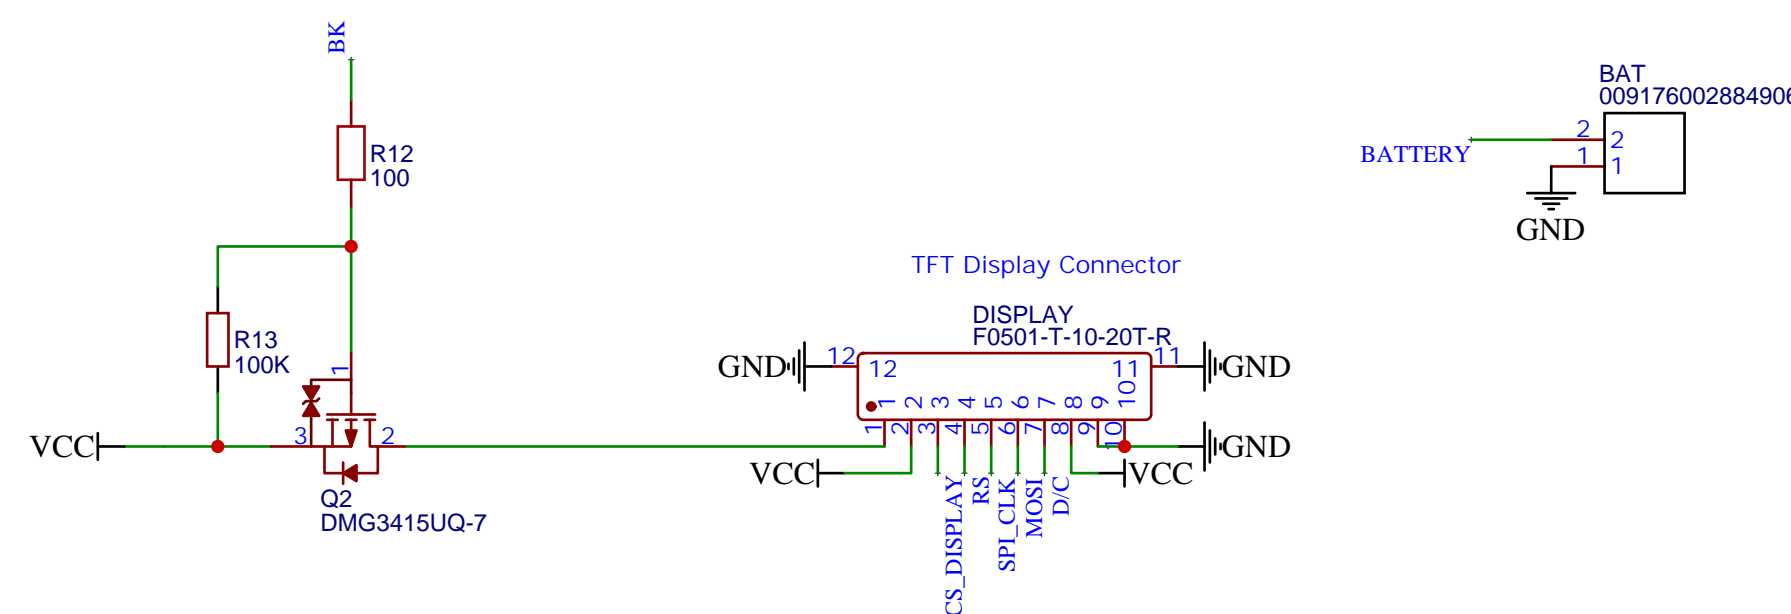 BK
R12
100
R13
100K
1
3
2
VCC
Q2
DMG3415UQ-7
TFT Display Connector
DISPLAY
F0501-T-10-20T-R
GND
12
12
11
11
GND
1 2 3 4 5 6 7 8 9 10
1 2 3 4 5 6 7 8 9 10
GND
VCC
CS_DISPLAY
RS
SPI_CLK
MOSI
D/C
VCC
BAT
009176002884906
BATTERY
2
2
1
1
GND